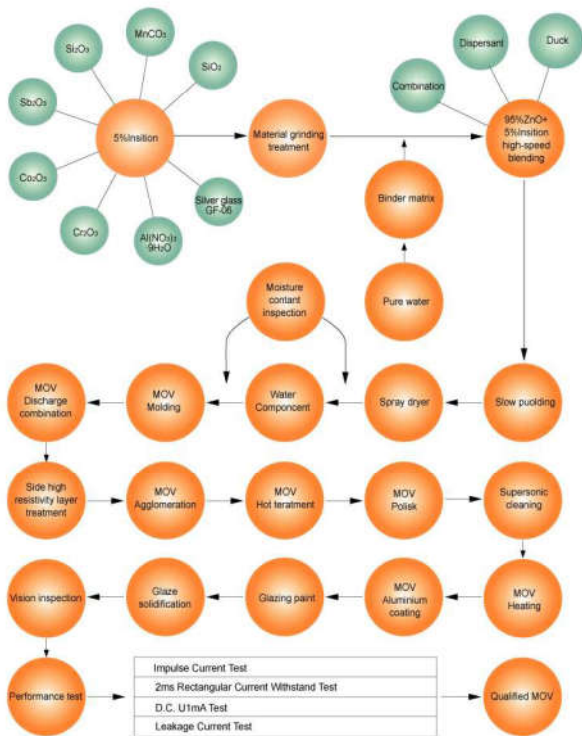 MnCO₃
Si₂O₃
SiO₂
Sb₂O₃
5%Insition
Co₂O₃
Cr₂O₃
Al(NO₃)₃
9H₂O
Silver glass
GF-06
Material grinding
treatment
Dispersant
Duck
Combination
95%ZnO+
5%Insition
high-speed
blending
Binder matrix
Pure water
Moisture
contant
inspection
MOV
Discharge
combination
MOV
Molding
Water
Componcent
Spray dryer
Slow puolding
Side high
resistivity layer
treatment
MOV
Agglomeration
MOV
Hot teratment
MOV
Polisk
Supersonic
cleaning
Vision inspection
Glaze
solidification
Glazing paint
MOV
Aluminium
coating
MOV
Heating
Performance test
Impulse Current Test
2ms Rectangular Current Withstand Test
D.C. U1mA Test
Leakage Current Test
Qualified MOV